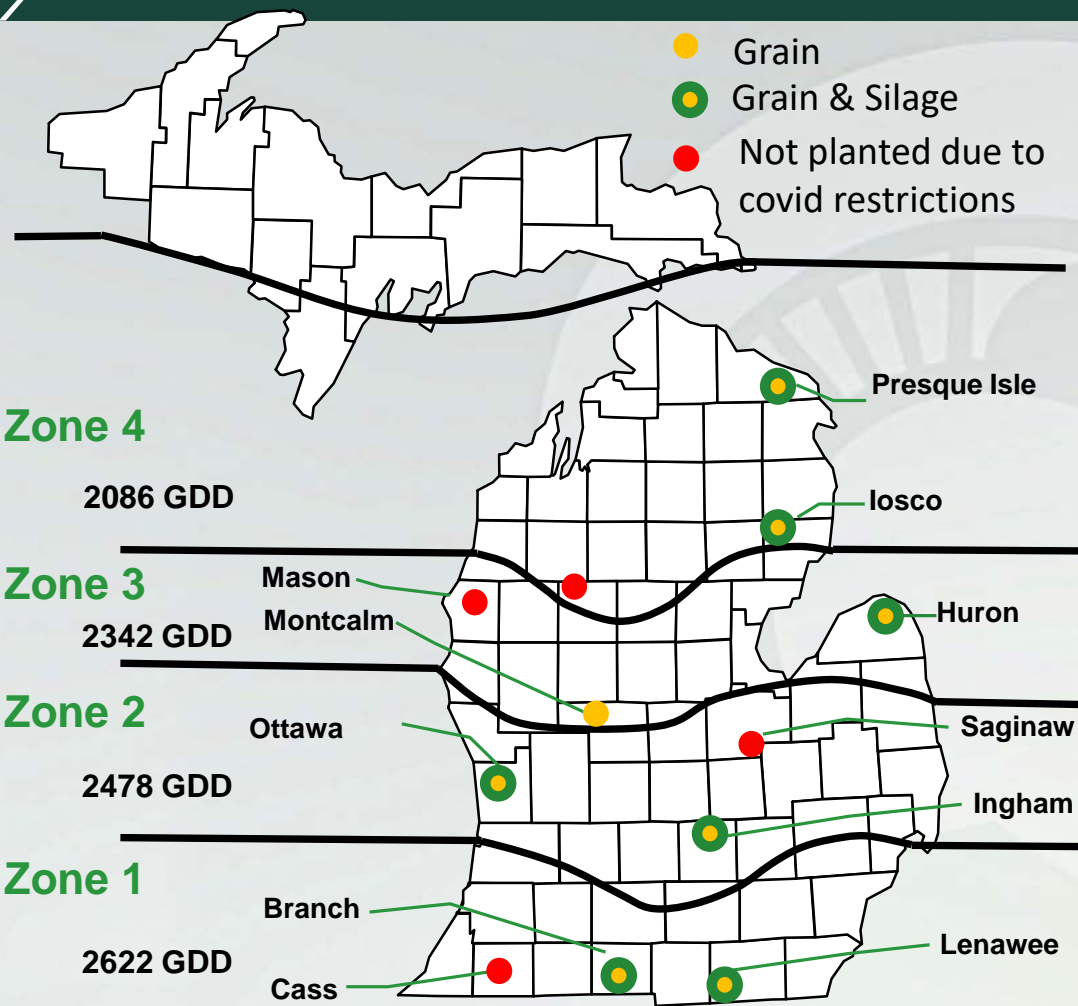 Grain
Grain & Silage
Not planted due to
covid restrictions
Presque Isle
Zone 4
2086 GDD
Iosco
Zone 3
Mason
Huron
Montcalm
2342 GDD
Zone 2
Ottawa
Saginaw
2478 GDD
Ingham
Zone 1
Branch
Lenawee
2622 GDD
Cass